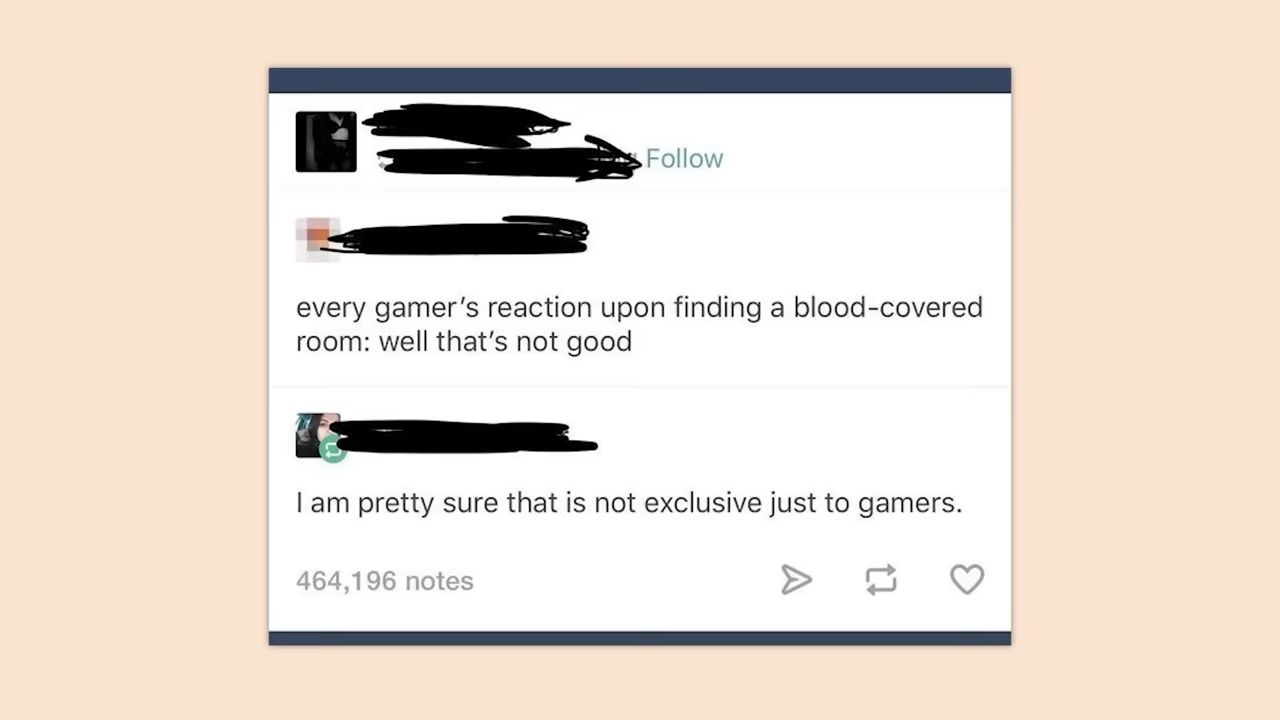 Follow
every gamer’s reaction upon finding a blood-covered
room: well that’s not good
I am pretty sure that is not exclusive just to gamers.
464,196 notes